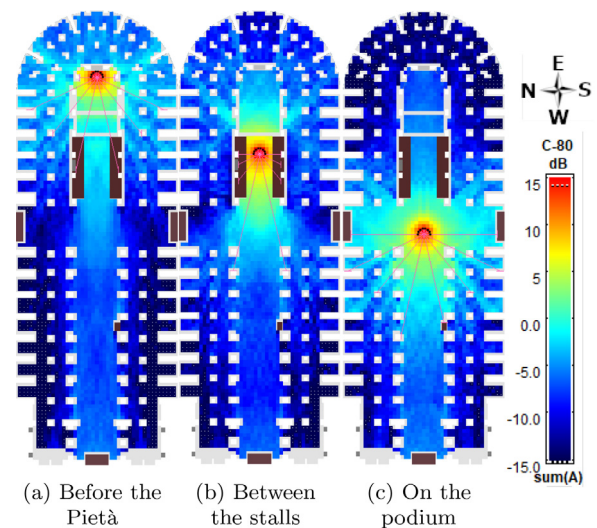 E
N S
W
C-80
dB
15
10
5
0.0
-5.0
-10.0
-15.0
sum(A)
(a) Before the
Pietà
(b) Between
the stalls
(c) On the
podium